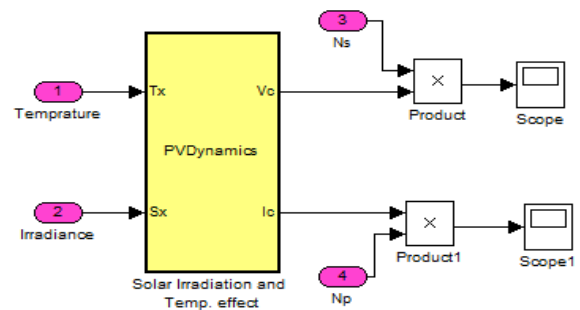 3
Ns
1
Tx
Vc
×
Temprature
Product
Scope
PVDynamics
2
Sx
Ic
×
Irradiance
Product1
Scope1
4
Solar Irradiation and
Temp. effect
Np